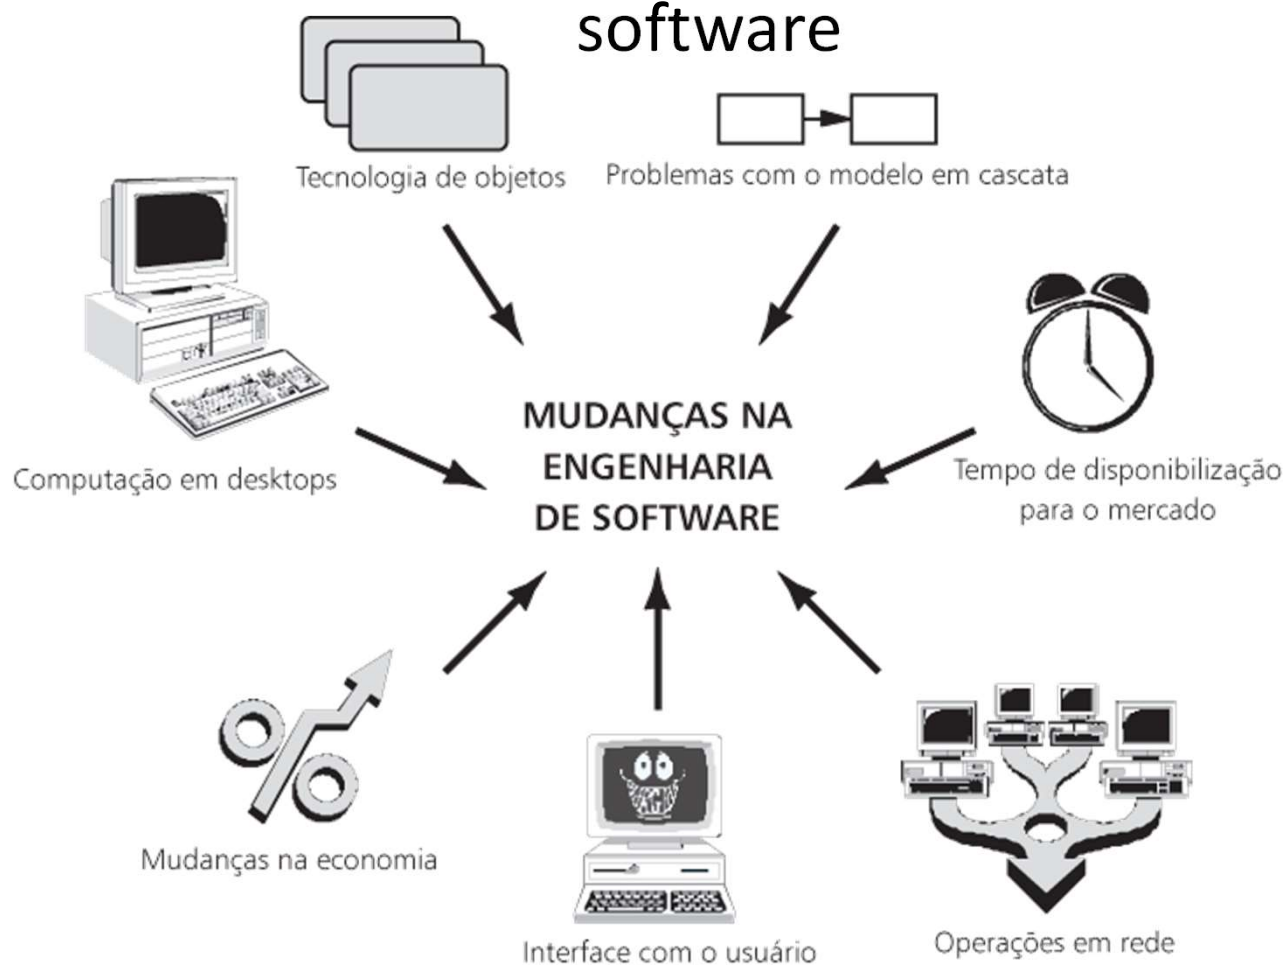 software
Tecnologia de objetos
Problemas com o modelo em cascata
Computação em desktops
MUDANÇAS NA
ENGENHARIA
DE SOFTWARE
Tempo de disponibilização
para o mercado
Mudanças na economia
Interface com o usuário
Operações em rede